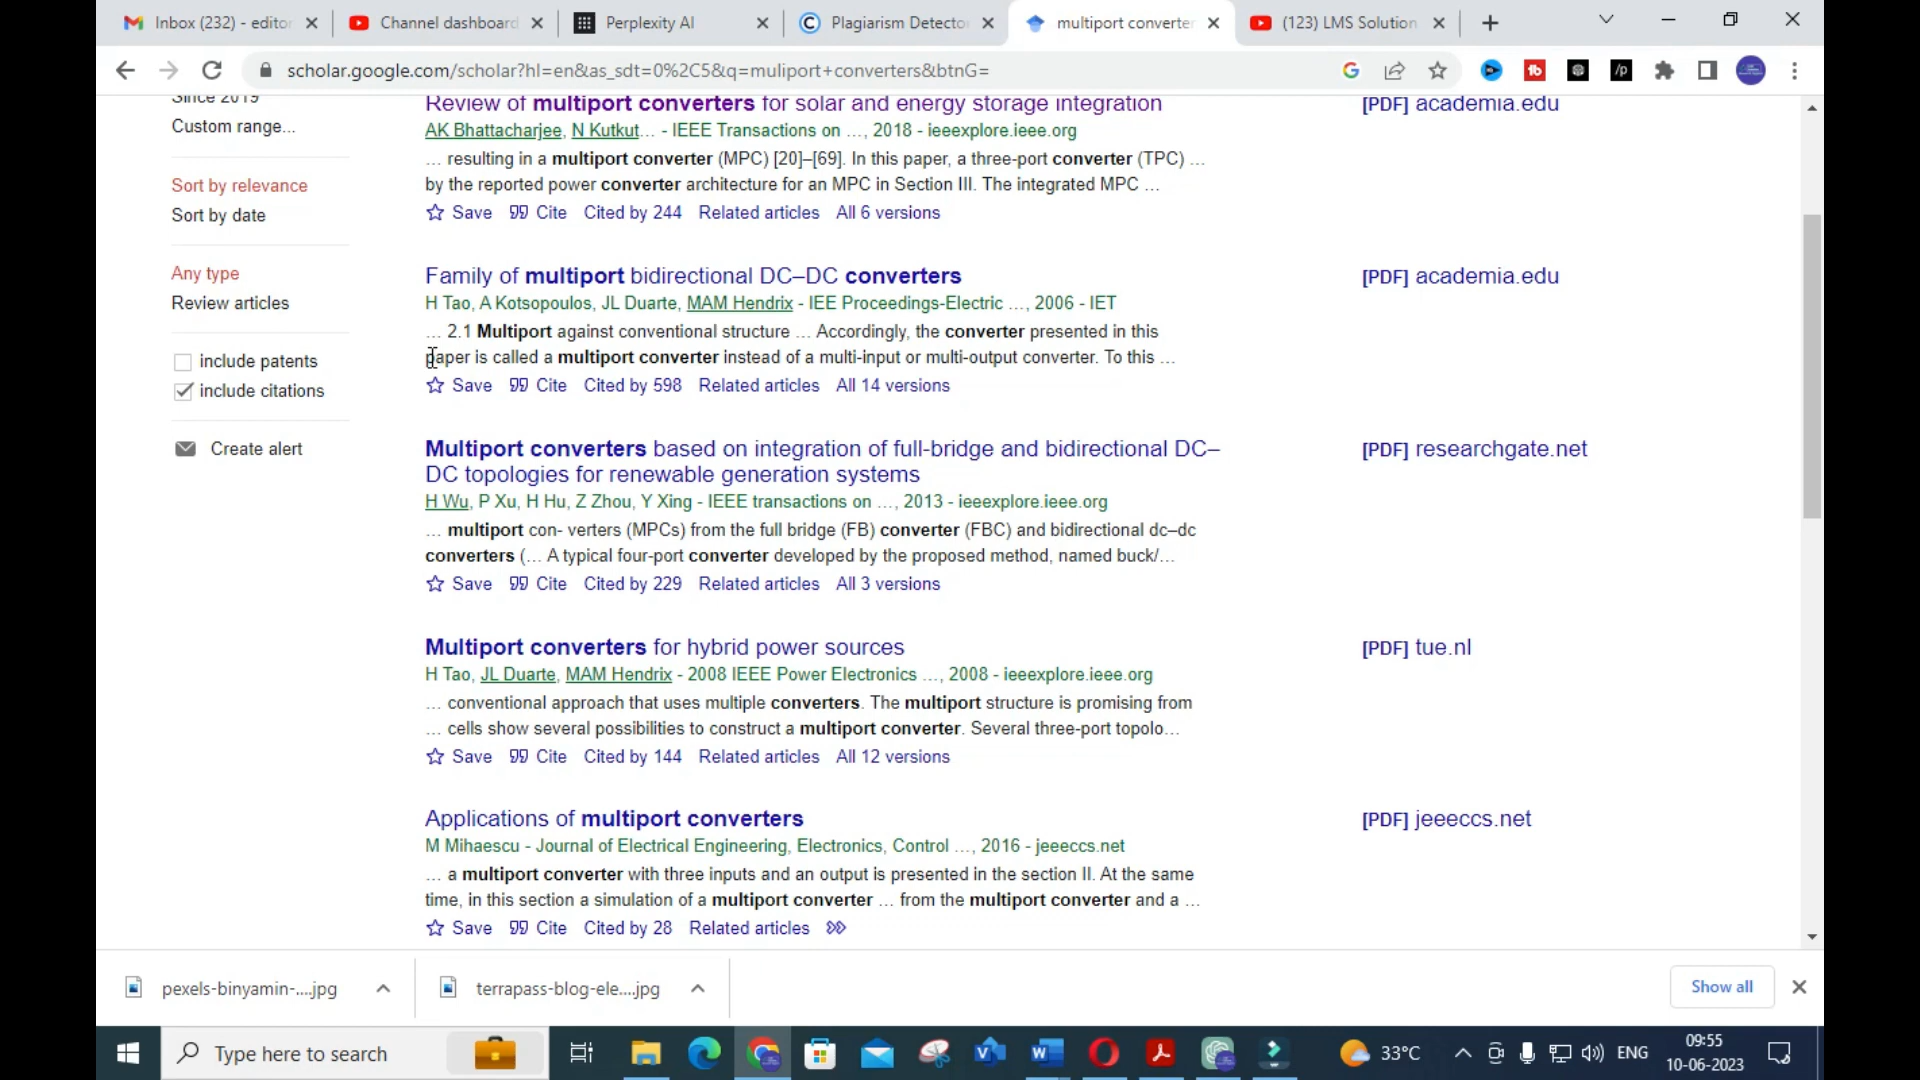 Inbox (232) - editor
Channel dashboard
Perplexity AI
Plagiarism Detecto
multiport converter
(123) LMS Solution
scholar.google.com/scholar?hl=en&as_sdt=0%2C5&q=muliport+converters&btnG=
Since 2019
Custom range...
Sort by relevance
Sort by date
Any type
Review articles
include patents
include citations
Create alert
Review of multiport converters for solar and energy storage integration
[PDF] academia.edu
AK Bhattacharjee, N Kutkut… - IEEE Transactions on …, 2018 - ieeexplore.ieee.org
… resulting in a multiport converter (MPC) [20]–[69]. In this paper, a three-port converter (TPC) …
by the reported power converter architecture for an MPC in Section III. The integrated MPC …
Save Cite Cited by 244 Related articles All 6 versions
Family of multiport bidirectional DC–DC converters
[PDF] academia.edu
H Tao, A Kotsopoulos, JL Duarte, MAM Hendrix - IEE Proceedings-Electric …, 2006 - IET
… 2.1 Multiport against conventional structure … Accordingly, the converter presented in this
paper is called a multiport converter instead of a multi-input or multi-output converter. To this …
Save Cite Cited by 598 Related articles All 14 versions
Multiport converters based on integration of full-bridge and bidirectional DC–
DC topologies for renewable generation systems
[PDF] researchgate.net
H Wu, P Xu, H Hu, Z Zhou, Y Xing - IEEE transactions on …, 2013 - ieeexplore.ieee.org
… multiport con- verters (MPCs) from the full bridge (FB) converter (FBC) and bidirectional dc–dc
converters (… A typical four-port converter developed by the proposed method, named buck/…
Save Cite Cited by 229 Related articles All 3 versions
Multiport converters for hybrid power sources
[PDF] tue.nl
H Tao, JL Duarte, MAM Hendrix - 2008 IEEE Power Electronics …, 2008 - ieeexplore.ieee.org
… conventional approach that uses multiple converters. The multiport structure is promising from
… cells show several possibilities to construct a multiport converter. Several three-port topolo…
Save Cite Cited by 144 Related articles All 12 versions
Applications of multiport converters
[PDF] jeeeccs.net
M Mihaescu - Journal of Electrical Engineering, Electronics, Control …, 2016 - jeeeccs.net
… a multiport converter with three inputs and an output is presented in the section II. At the same
time, in this section a simulation of a multiport converter … from the multiport converter and a …
Save Cite Cited by 28 Related articles
pexels-binyamin-....jpg
terrapass-blog-ele....jpg
Show all
Type here to search
33°C
ENG
09:55
10-06-2023